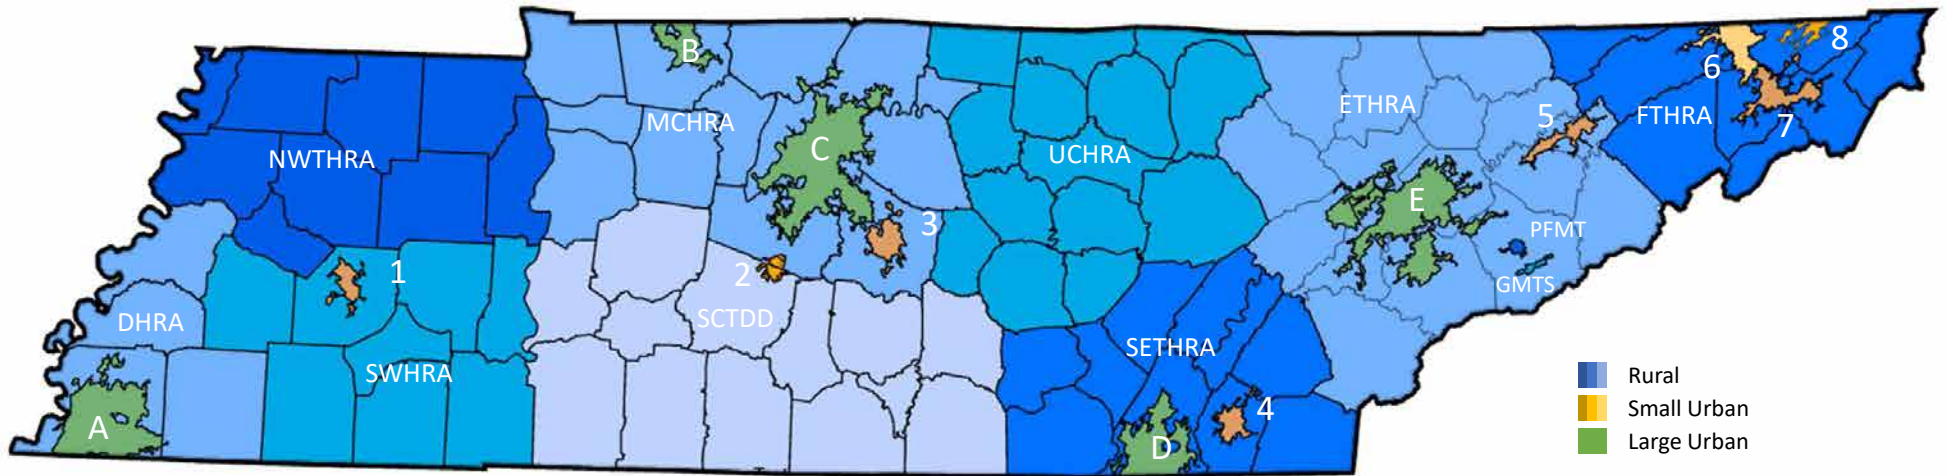 B
8
6
ETHRA
5
FTHRA
MCHRA
7
C
NWTHRA
UCHRA
E
3
PFMT
1
2
GMTS
DHRA
SCTDD
SETHRA
SWHRA
4
A
D
Rural
Small Urban
Large Urban